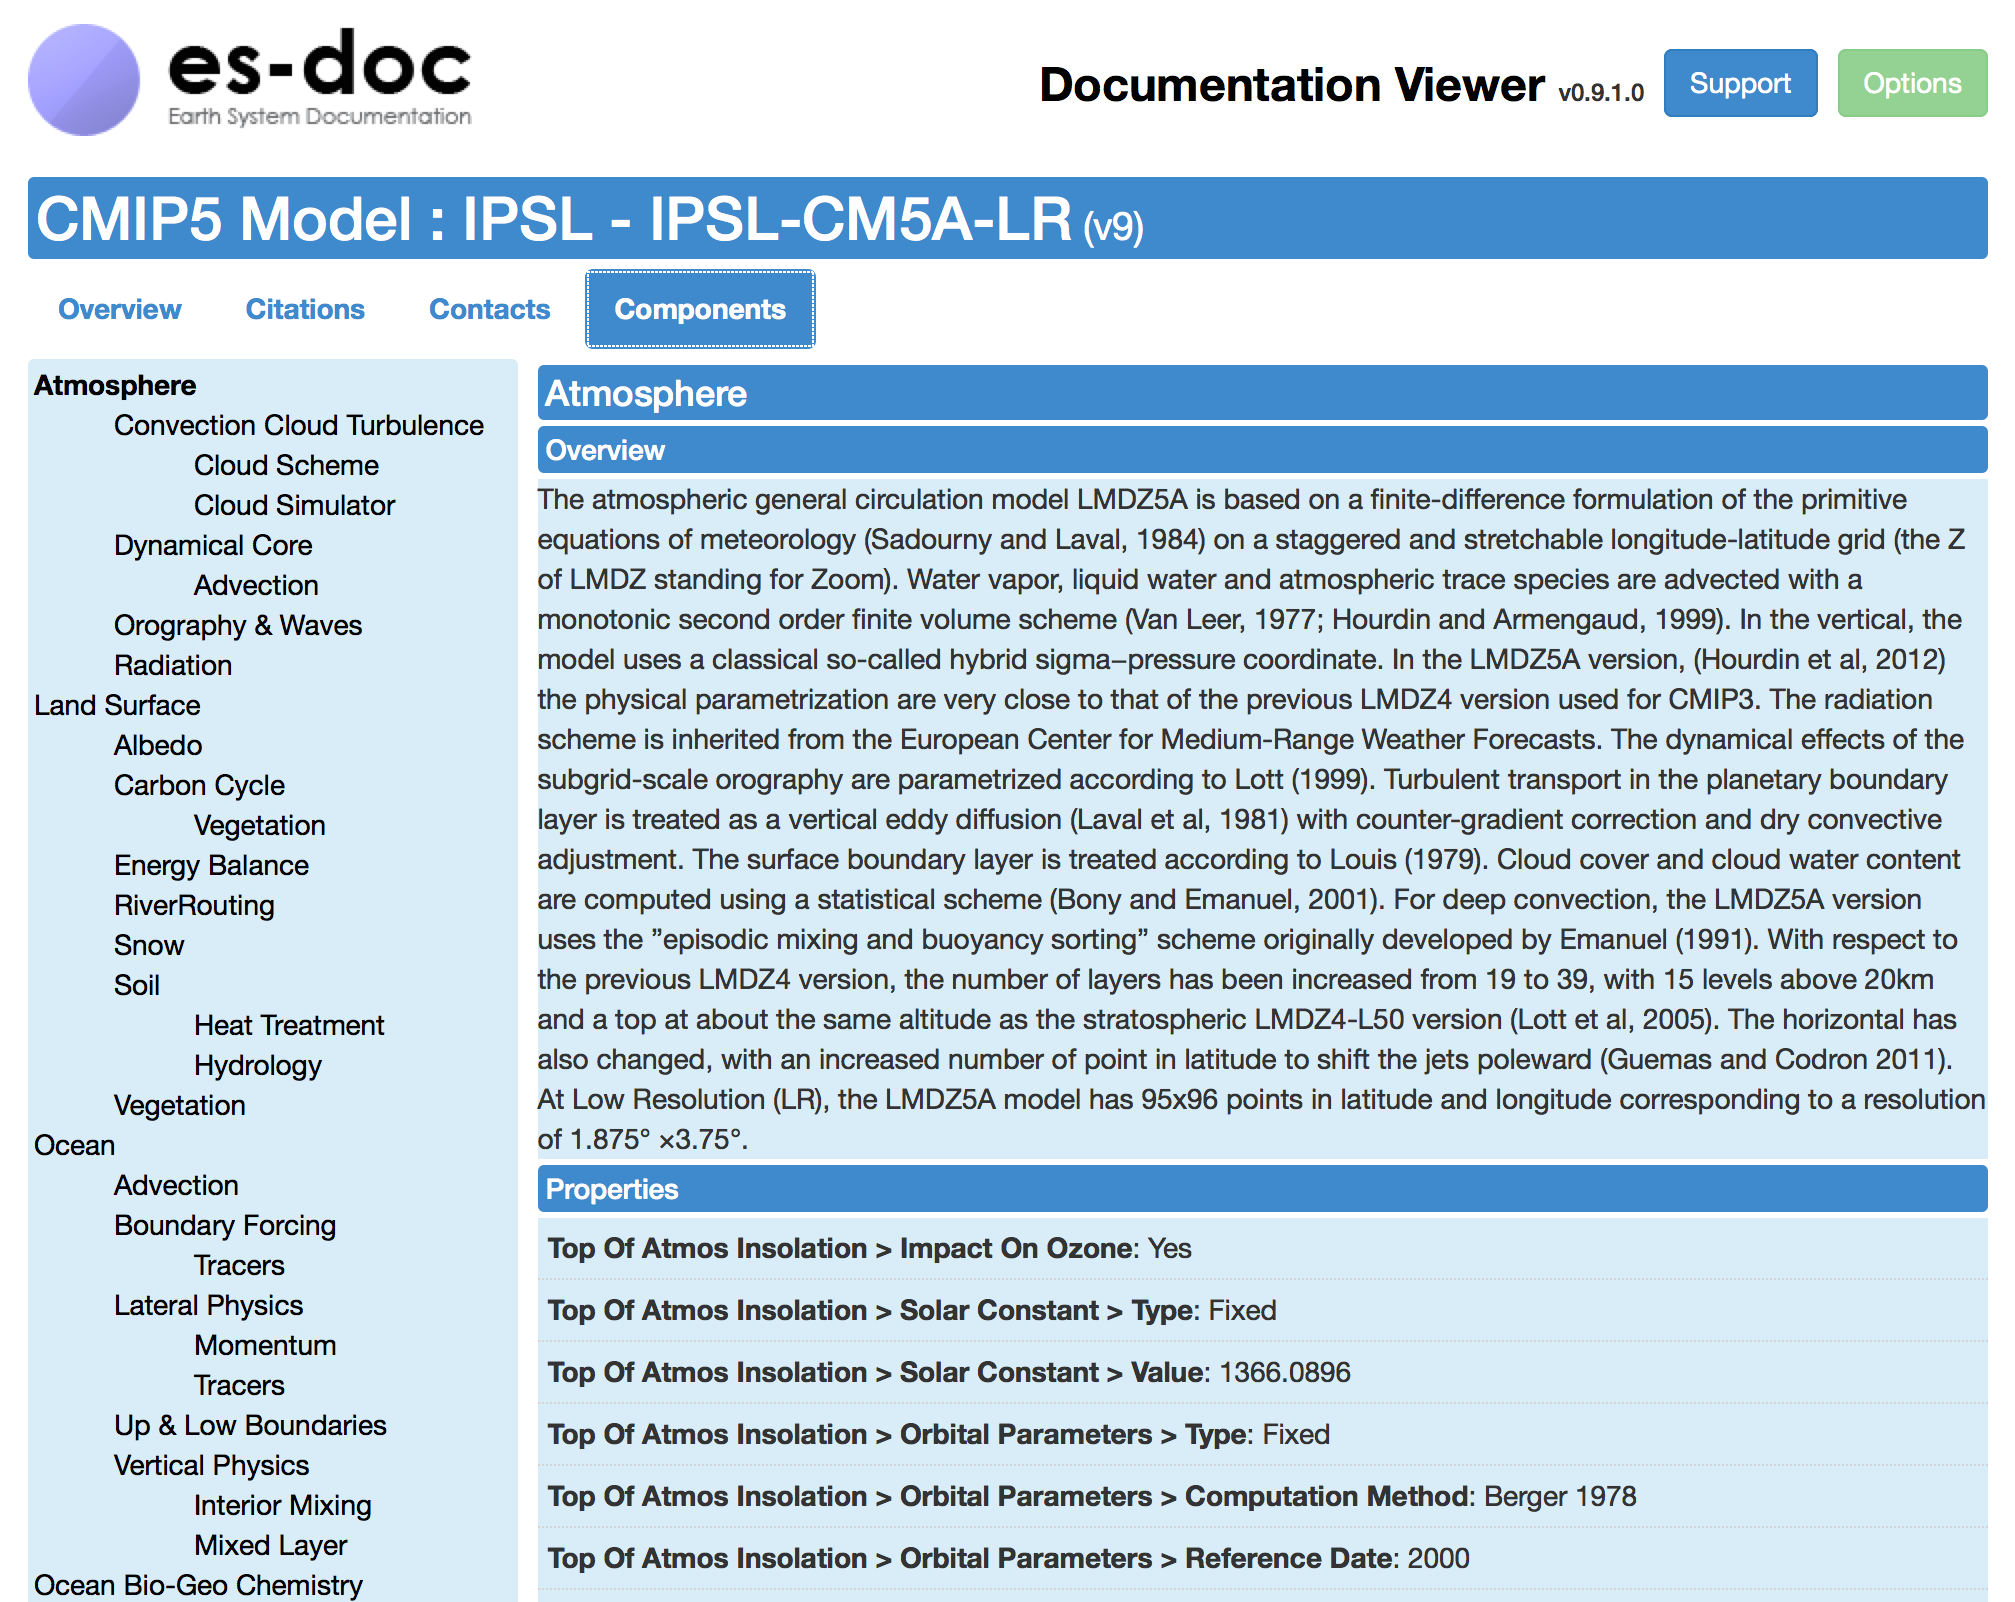 es-doc
Earth System Documentation
Documentation Viewer v0.9.1.0
Support
Options
CMIP5 Model : IPSL - IPSL-CM5A-LR (v9)
Overview
Citations
Contacts
Components
Atmosphere
Convection Cloud Turbulence
Cloud Scheme
Cloud Simulator
Dynamical Core
Advection
Orography & Waves
Radiation
Land Surface
Albedo
Carbon Cycle
Vegetation
Energy Balance
RiverRouting
Snow
Soil
Heat Treatment
Hydrology
Vegetation
Ocean
Advection
Boundary Forcing
Tracers
Lateral Physics
Momentum
Tracers
Up & Low Boundaries
Vertical Physics
Interior Mixing
Mixed Layer
Ocean Bio-Geo Chemistry
Atmosphere
Overview
The atmospheric general circulation model LMDZ5A is based on a finite-difference formulation of the primitive
equations of meteorology (Sadourny and Laval, 1984) on a staggered and stretchable longitude-latitude grid (the Z
of LMDZ standing for Zoom). Water vapor, liquid water and atmospheric trace species are advected with a
monotonic second order finite volume scheme (Van Leer, 1977; Hourdin and Armengaud, 1999). In the vertical, the
model uses a classical so-called hybrid sigma–pressure coordinate. In the LMDZ5A version, (Hourdin et al, 2012)
the physical parametrization are very close to that of the previous LMDZ4 version used for CMIP3. The radiation
scheme is inherited from the European Center for Medium-Range Weather Forecasts. The dynamical effects of the
subgrid-scale orography are parametrized according to Lott (1999). Turbulent transport in the planetary boundary
layer is treated as a vertical eddy diffusion (Laval et al, 1981) with counter-gradient correction and dry convective
adjustment. The surface boundary layer is treated according to Louis (1979). Cloud cover and cloud water content
are computed using a statistical scheme (Bony and Emanuel, 2001). For deep convection, the LMDZ5A version
uses the ”episodic mixing and buoyancy sorting” scheme originally developed by Emanuel (1991). With respect to
the previous LMDZ4 version, the number of layers has been increased from 19 to 39, with 15 levels above 20km
and a top at about the same altitude as the stratospheric LMDZ4-L50 version (Lott et al, 2005). The horizontal has
also changed, with an increased number of point in latitude to shift the jets poleward (Guemas and Codron 2011).
At Low Resolution (LR), the LMDZ5A model has 95x96 points in latitude and longitude corresponding to a resolution
of 1.875° ×3.75°.
Properties
Top Of Atmos Insolation > Impact On Ozone: Yes
Top Of Atmos Insolation > Solar Constant > Type: Fixed
Top Of Atmos Insolation > Solar Constant > Value: 1366.0896
Top Of Atmos Insolation > Orbital Parameters > Type: Fixed
Top Of Atmos Insolation > Orbital Parameters > Computation Method: Berger 1978
Top Of Atmos Insolation > Orbital Parameters > Reference Date: 2000